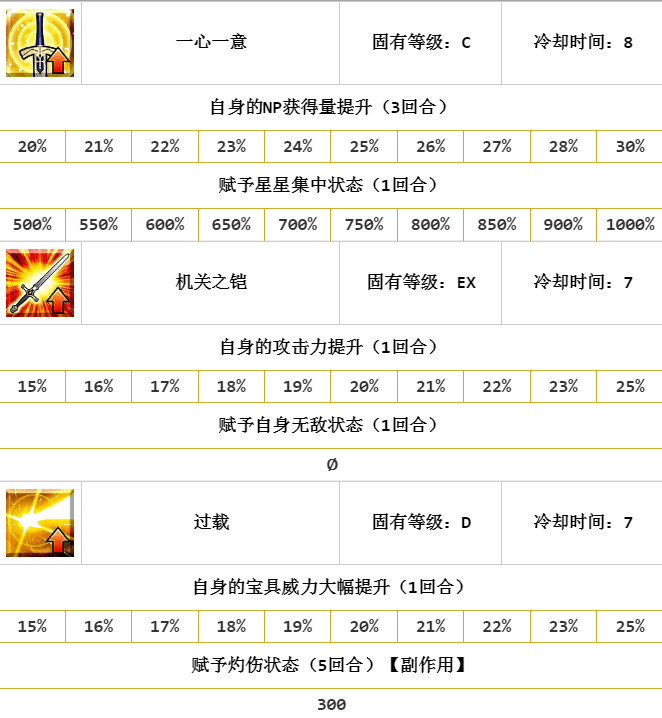 一心一意 固有等级：C 冷却时间：8
自身的NP获得量提升（3回合）
20% 21% 22% 23% 24% 25% 26% 27% 28% 30%
赋予星星集中状态（1回合）
500% 550% 600% 650% 700% 750% 800% 850% 900% 1000%
机关之铠 固有等级：EX 冷却时间：7
自身的攻击力提升（1回合）
15% 16% 17% 18% 19% 20% 21% 22% 23% 25%
赋予自身无敌状态（1回合）
Ø
过载 固有等级：D 冷却时间：7
自身的宝具威力大幅提升（1回合）
15% 16% 17% 18% 19% 20% 21% 22% 23% 25%
赋予灼伤状态（5回合）【副作用】
300